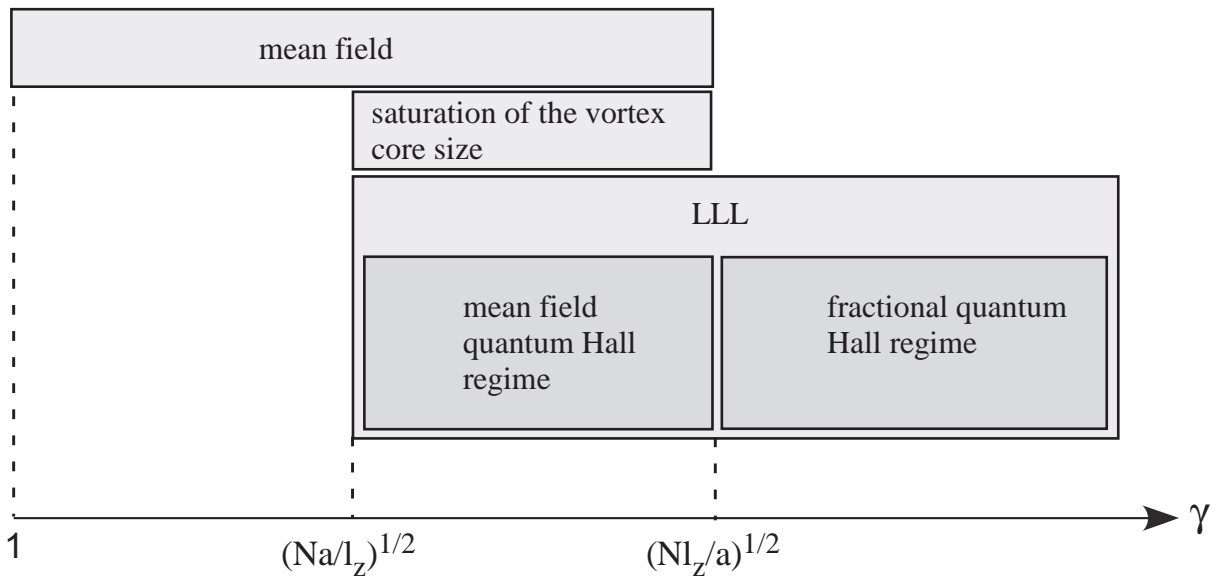 mean field
saturation of the vortex
core size
LLL
mean field
quantum Hall
regime
fractional quantum
Hall regime
γ
1
(Na/l_z)^{1/2}
(Nl_z/a)^{1/2}